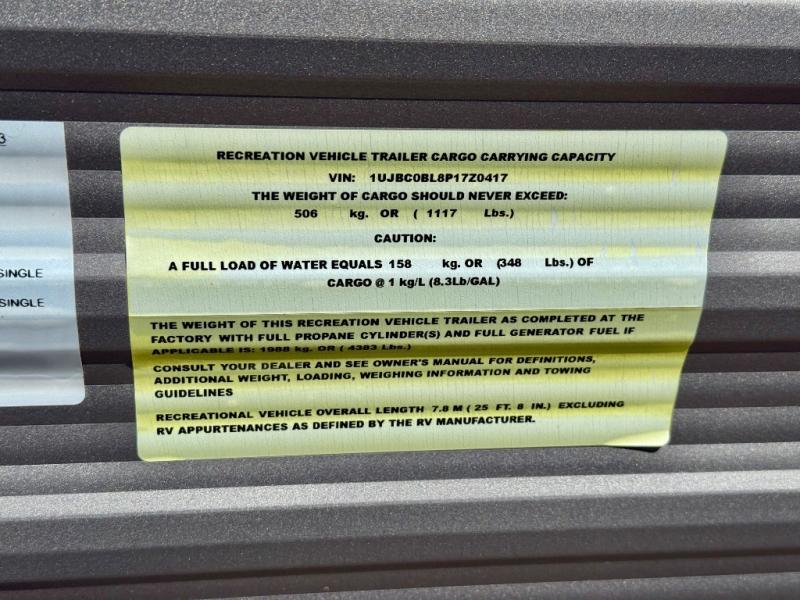 3
SINGLE
SINGLE
RECREATION VEHICLE TRAILER CARGO CARRYING CAPACITY
VIN: 1UJBC0BL8P17Z0417
THE WEIGHT OF CARGO SHOULD NEVER EXCEED:
506 kg. OR ( 1117 Lbs.)
CAUTION:
A FULL LOAD OF WATER EQUALS 158 kg. OR (348 Lbs.) OF
CARGO @ 1 kg/L (8.3Lb/GAL)
THE WEIGHT OF THIS RECREATION VEHICLE TRAILER AS COMPLETED AT THE
FACTORY WITH FULL PROPANE CYLINDER(S) AND FULL GENERATOR FUEL IF
APPLICABLE IS: 1988 kg. OR ( 4383 Lbs.)
CONSULT YOUR DEALER AND SEE OWNER'S MANUAL FOR DEFINITIONS,
ADDITIONAL WEIGHT, LOADING, WEIGHING INFORMATION AND TOWING
GUIDELINES
RECREATIONAL VEHICLE OVERALL LENGTH 7.8 M ( 25 FT. 8 IN.) EXCLUDING
RV APPURTENANCES AS DEFINED BY THE RV MANUFACTURER.